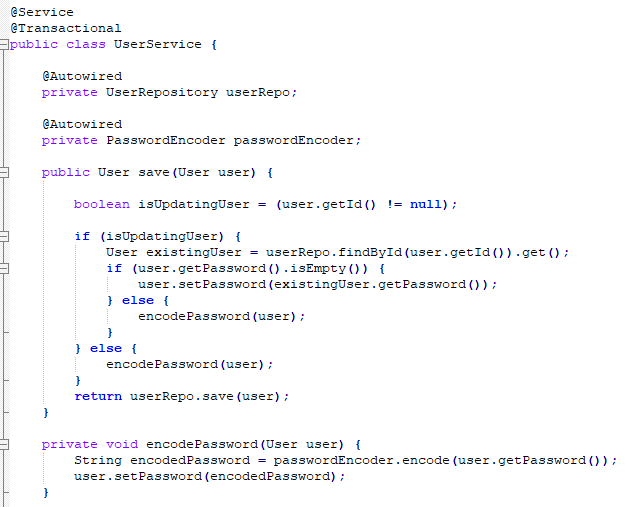 @Service
@Transactional
public class UserService {
@Autowired
private UserRepository userRepo;
@Autowired
private PasswordEncoder passwordEncoder;
public User save(User user) {
boolean isUpdatingUser = (user.getId() != null);
if (isUpdatingUser) {
User existingUser = userRepo.findById(user.getId()).get();
if (user.getPassword().isEmpty()) {
user.setPassword(existingUser.getPassword());
} else {
encodePassword(user);
}
} else {
encodePassword(user);
}
return userRepo.save(user);
}
private void encodePassword(User user) {
String encodedPassword = passwordEncoder.encode(user.getPassword());
user.setPassword(encodedPassword);
}